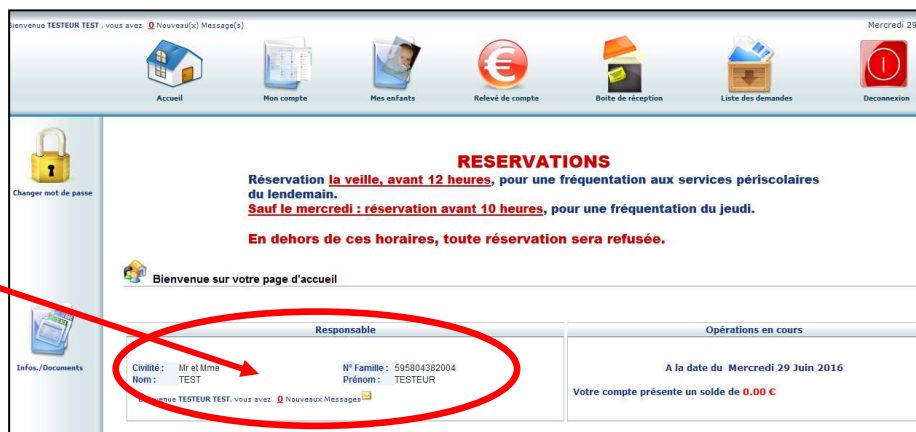 Bienvenue TESTEUR TEST , vous avez 0 Nouveau(x) Message(s)
Mercredi 29
Accueil
Mon compte
Mes enfants
Relevé de compte
Boite de réception
Liste des demandes
Deconnexion
Changer mot de passe
RESERVATIONS
Réservation la veille, avant 12 heures, pour une fréquentation aux services périscolaires
du lendemain.
Sauf le mercredi : réservation avant 10 heures, pour une fréquentation du jeudi.
En dehors de ces horaires, toute réservation sera refusée.
Bienvenue sur votre page d'accueil
Infos./Documents
Responsable
Civilité : Mr et Mme N° Famille : 595804382004
Nom : TEST Prénom : TESTEUR
Bienvenue TESTEUR TEST, vous avez 0 Nouveaux Messages
Opérations en cours
A la date du Mercredi 29 Juin 2016
Votre compte présente un solde de 0.00 €